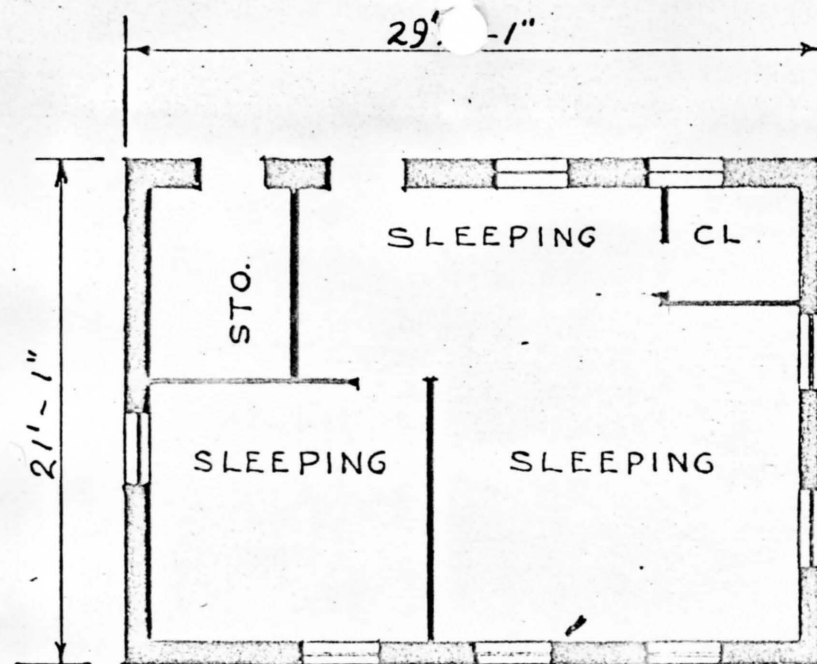 29' -1"
SLEEPING
CL
STO.
21'-1"
SLEEPING
SLEEPING